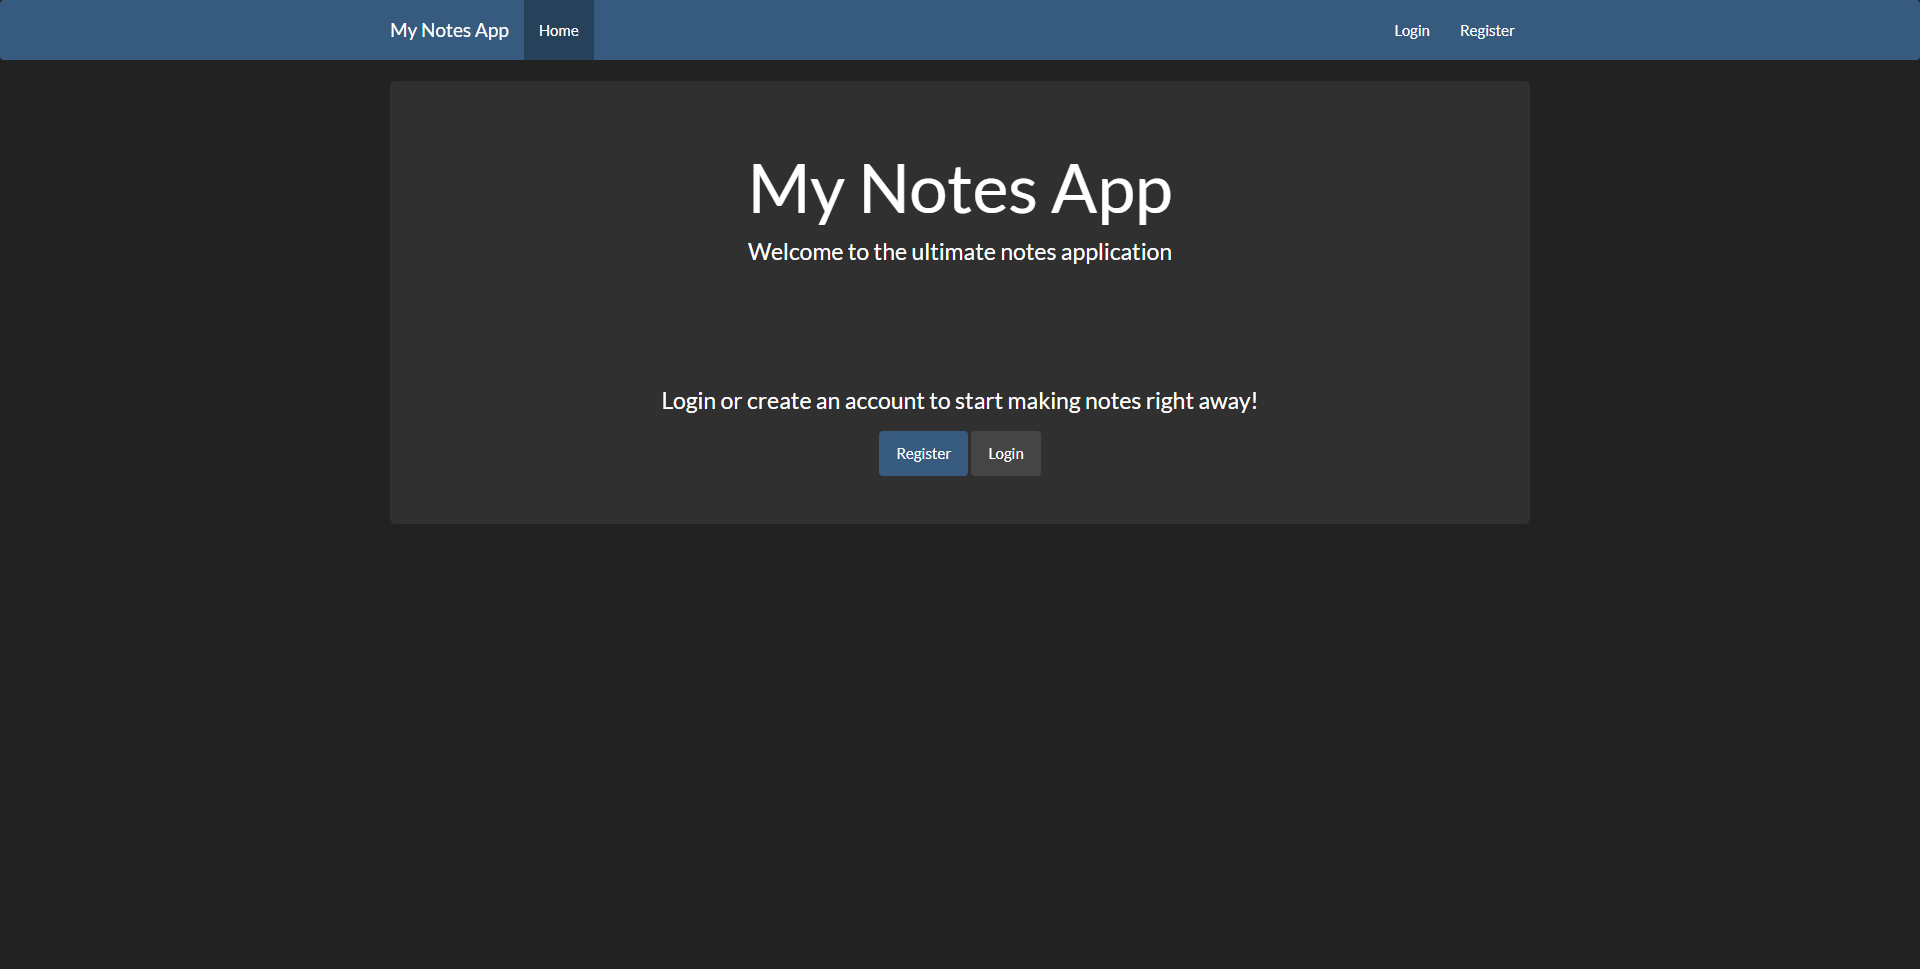 My Notes App Home Login Register
My Notes App
Welcome to the ultimate notes application
Login or create an account to start making notes right away!
Register Login